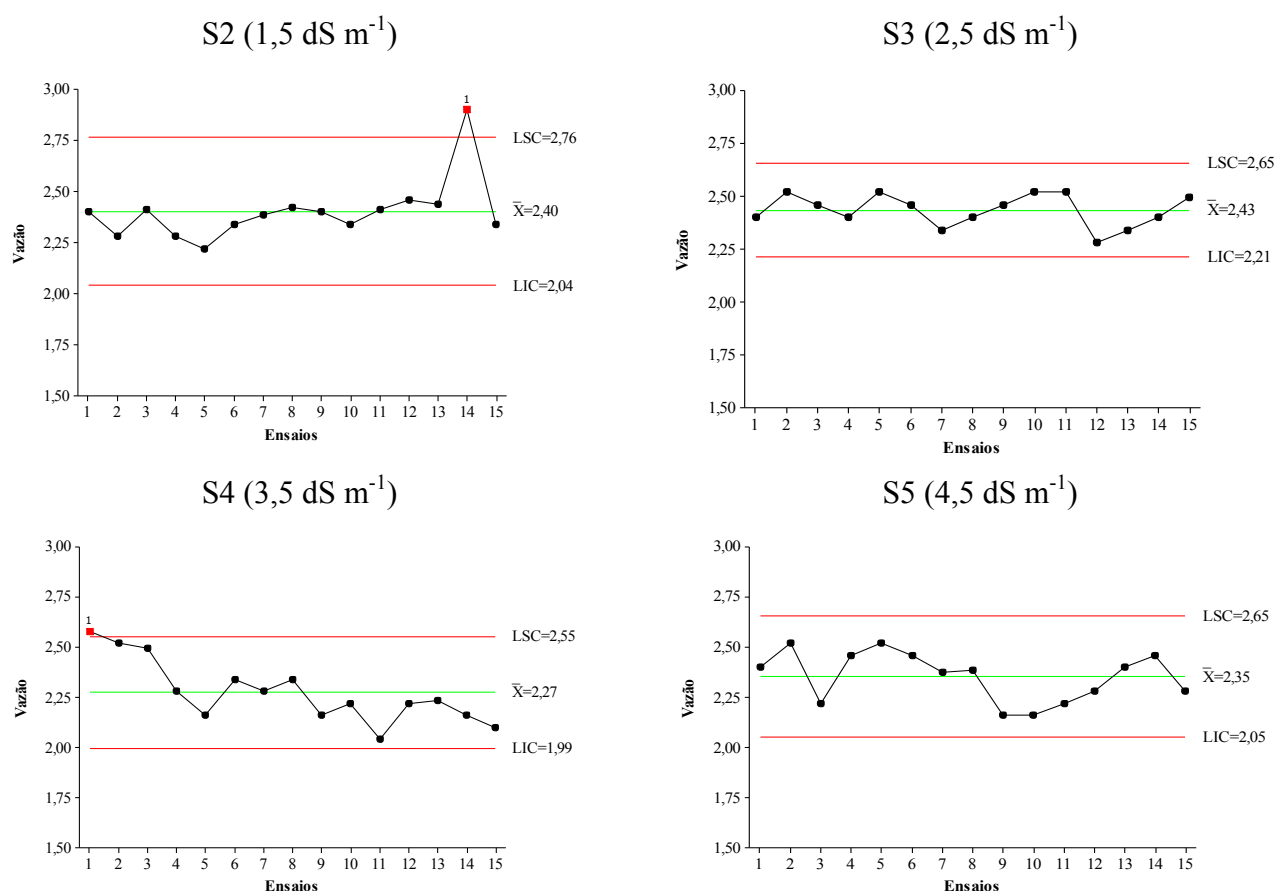 S2 (1,5 dS m⁻¹)
3,00
2,75
2,50
2,25
2,00
1,75
1,50
Vazão
1
LSC=2,76
X̄=2,40
LIC=2,04
1 2 3 4 5 6 7 8 9 10 11 12 13 14 15
Ensaios
S3 (2,5 dS m⁻¹)
3,00
2,75
2,50
2,25
2,00
1,75
1,50
Vazão
LSC=2,65
X̄=2,43
LIC=2,21
1 2 3 4 5 6 7 8 9 10 11 12 13 14 15
Ensaios
S4 (3,5 dS m⁻¹)
3,00
2,75
2,50
2,25
2,00
1,75
1,50
Vazão
1
LSC=2,55
X̄=2,27
LIC=1,99
1 2 3 4 5 6 7 8 9 10 11 12 13 14 15
Ensaios
S5 (4,5 dS m⁻¹)
3,00
2,75
2,50
2,25
2,00
1,75
1,50
Vazão
LSC=2,65
X̄=2,35
LIC=2,05
1 2 3 4 5 6 7 8 9 10 11 12 13 14 15
Ensaios